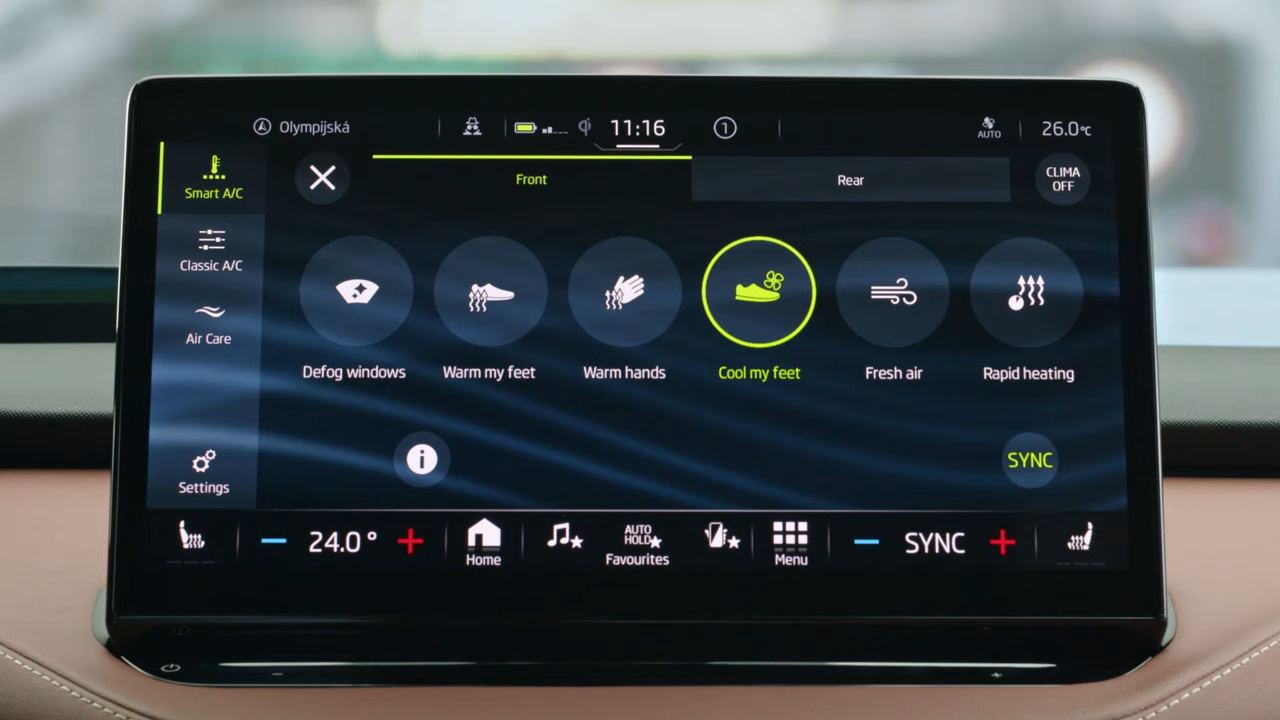 Olympijská
11:16
1
AUTO
26.0°C
Smart A/C
Front
Rear
CLIMA
OFF
Classic A/C
Air Care
Defog windows
Warm my feet
Warm hands
Cool my feet
Fresh air
Rapid heating
i
SYNC
Settings
24.0°
Home
AUTO
HOLD
Favourites
Menu
SYNC